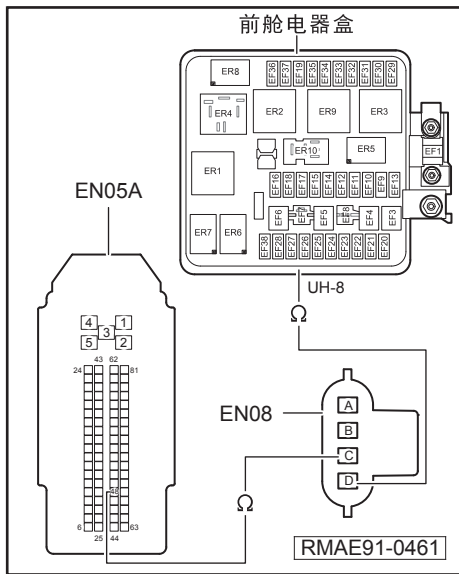 前舱电器盒
ER8
EF36 EF37 EF19 EF35 EF34 EF33 EF32 EF31 EF30 EF29
ER4 ER2 ER9 ER3
ER10 ER5
EF1
ER1
EF16 EF18 EF17 EF15 EF14 EF12 EF11 EF10 EF9 EF13
EF6 EF7 EF5 EF8 EF4 EF3
ER7 ER6
EF38 EF28 EF27 EF26 EF25 EF24 EF23 EF22 EF21 EF20
UH-8
Ω
EN05A
4 1
3
5 2
43 62
24 81
48
6 63
25 44
Ω
EN08
A
B
C
D
RMAE91-0461